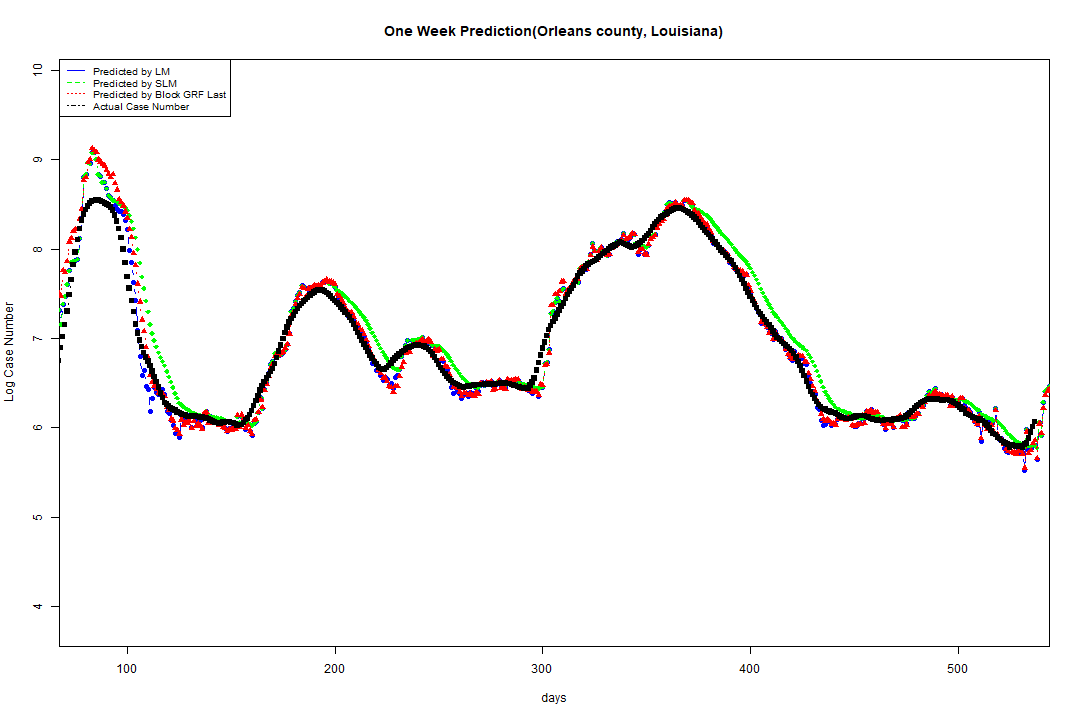 One Week Prediction(Orleans county, Louisiana)
Predicted by LM
Predicted by SLM
Predicted by Block GRF Last
Actual Case Number
10
9
8
7
6
5
4
Log Case Number
100 200 300 400 500
days